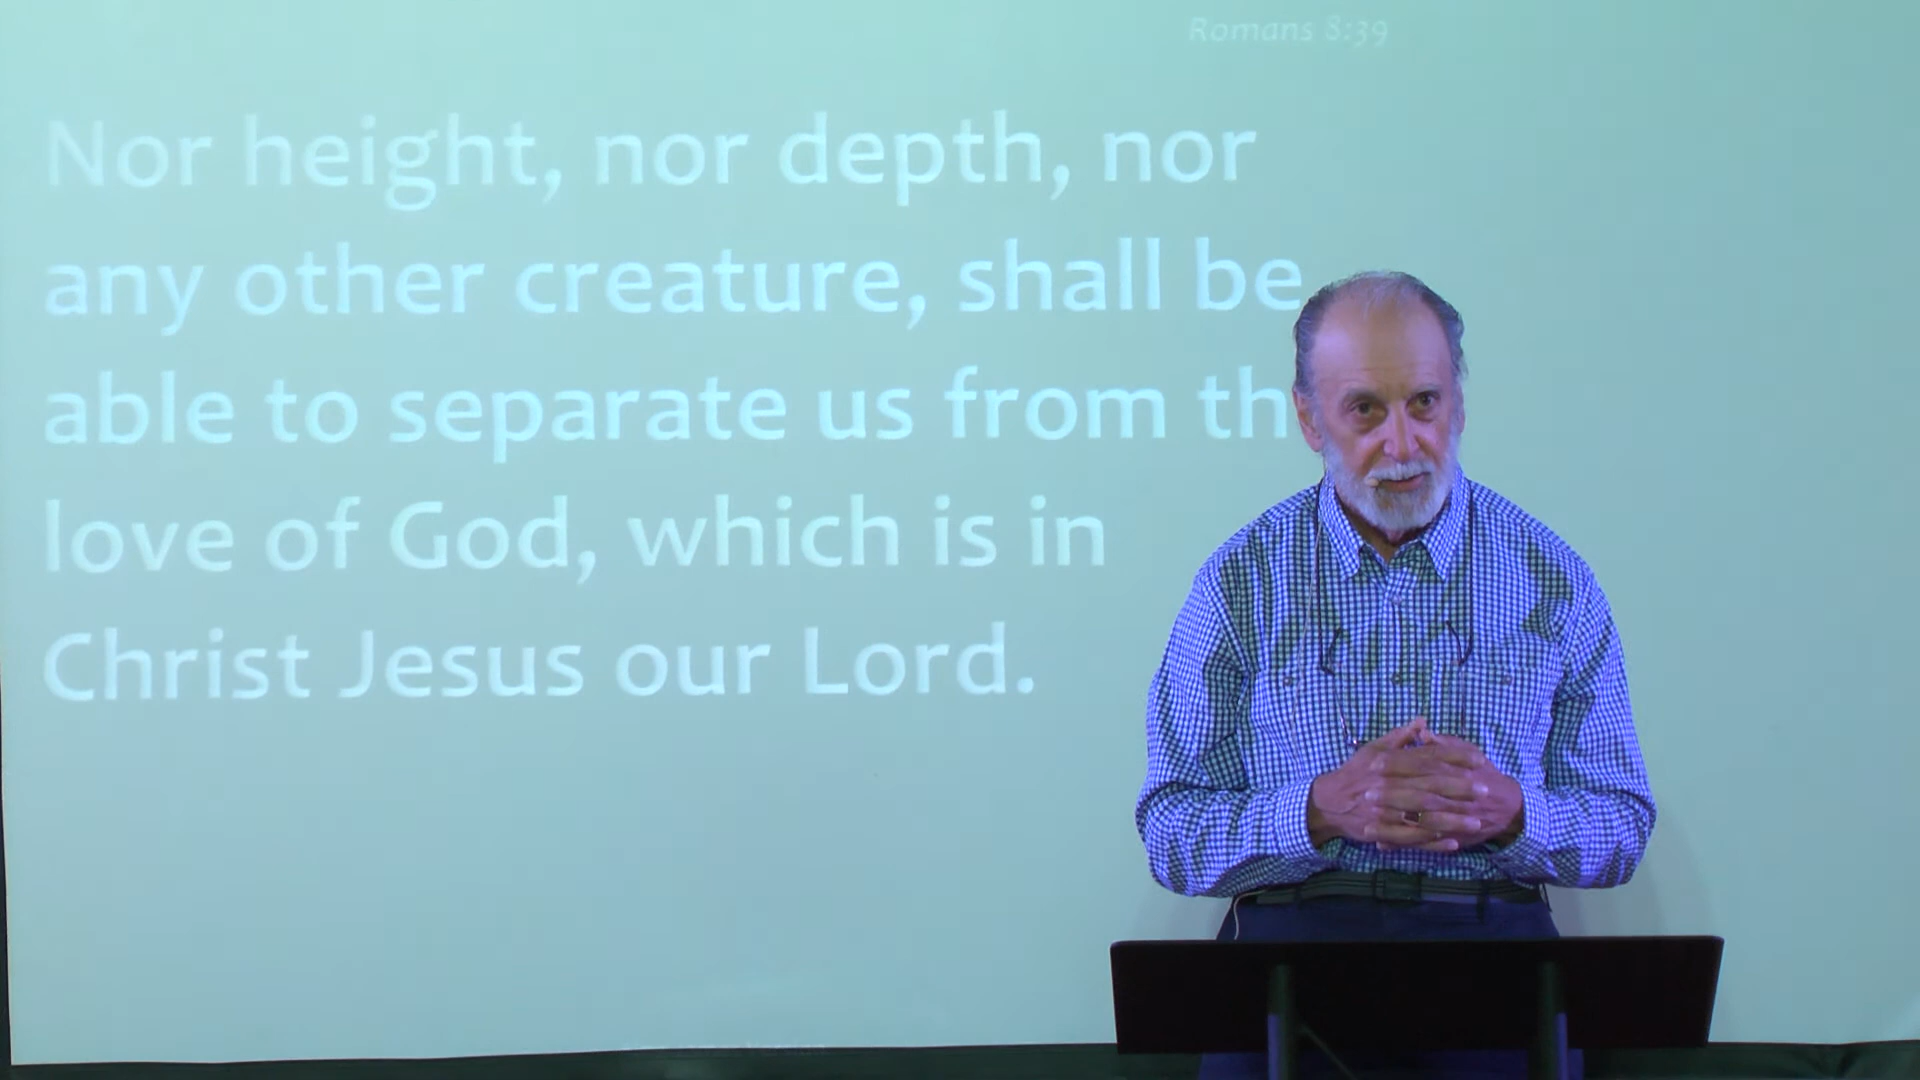 Romans 8:39
Nor height, nor depth, nor
any other creature, shall be
able to separate us from th
love of God, which is in
Christ Jesus our Lord.